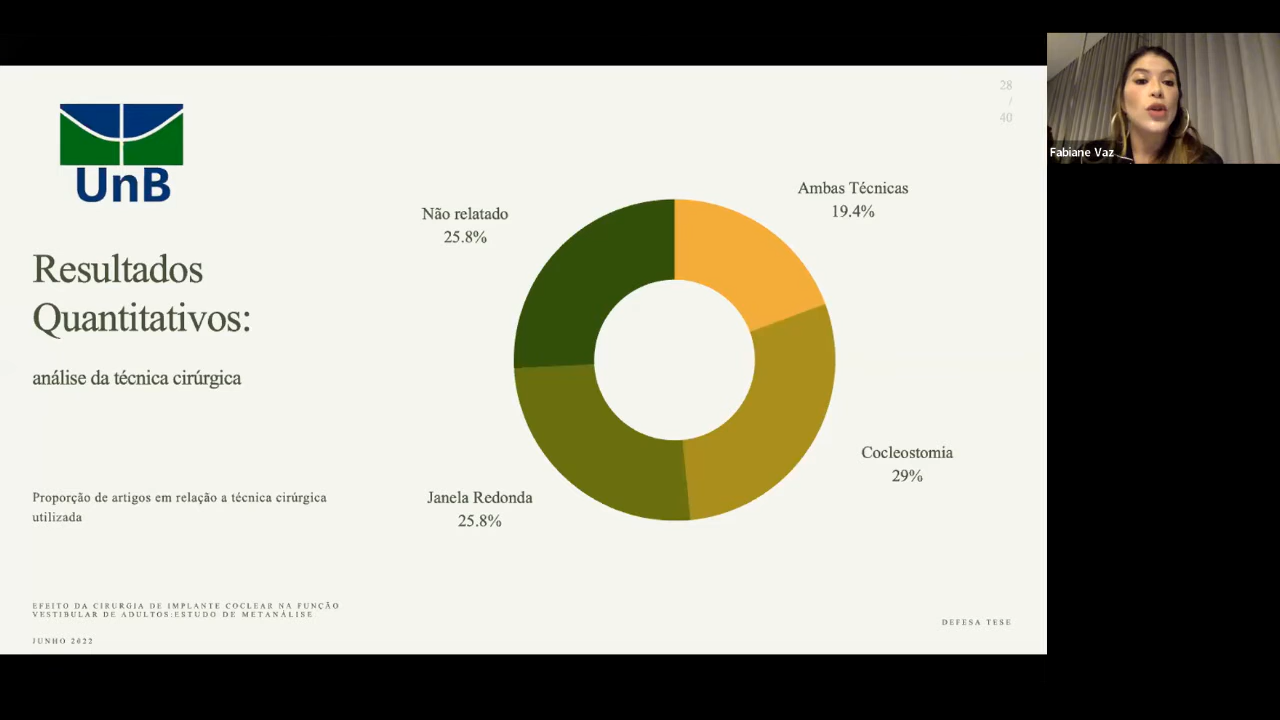 UnB
Resultados
Quantitativos:
análise da técnica cirúrgica
Proporção de artigos em relação a técnica cirúrgica
utilizada
EFEITO DA CIRURGIA DE IMPLANTE COCLEAR NA FUNÇÃO
VESTIBULAR DE ADULTOS:ESTUDO DE METANÁLISE
JUNHO 2022
Não relatado
25.8%
Ambas Técnicas
19.4%
Cocleostomia
29%
Janela Redonda
25.8%
28
/
40
DEFESA TESE
Fabiane Vaz